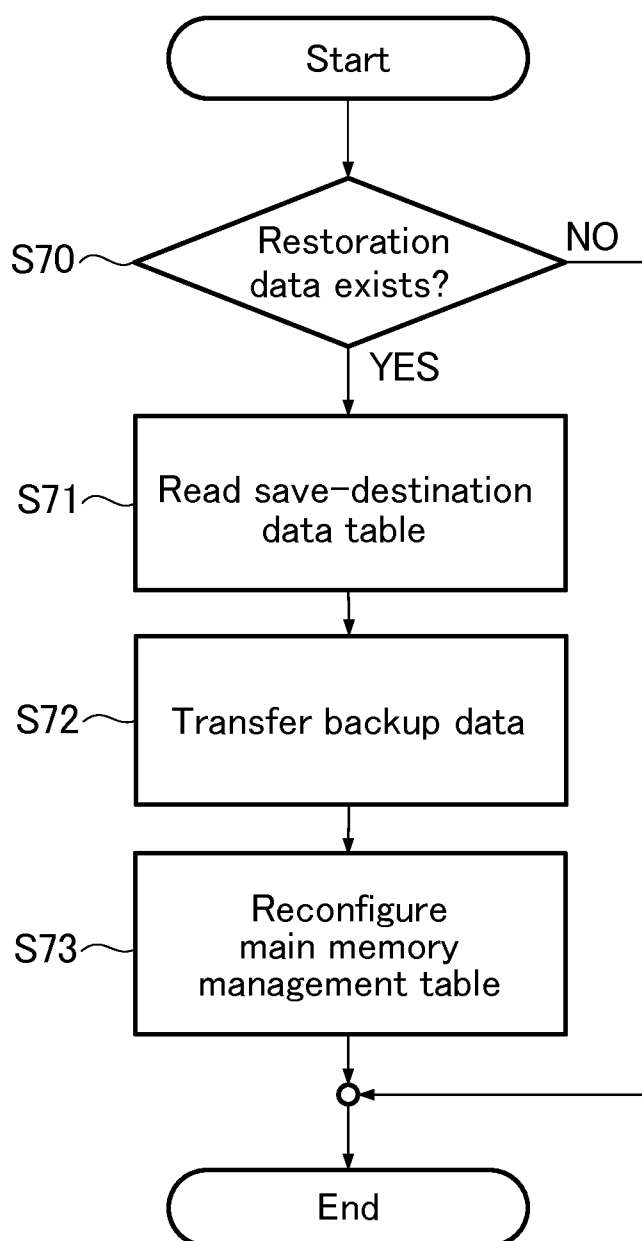 Start
S70
Restoration
data exists?
NO
YES
S71
Read save-destination
data table
S72
Transfer backup data
S73
Reconfigure
main memory
management table
End